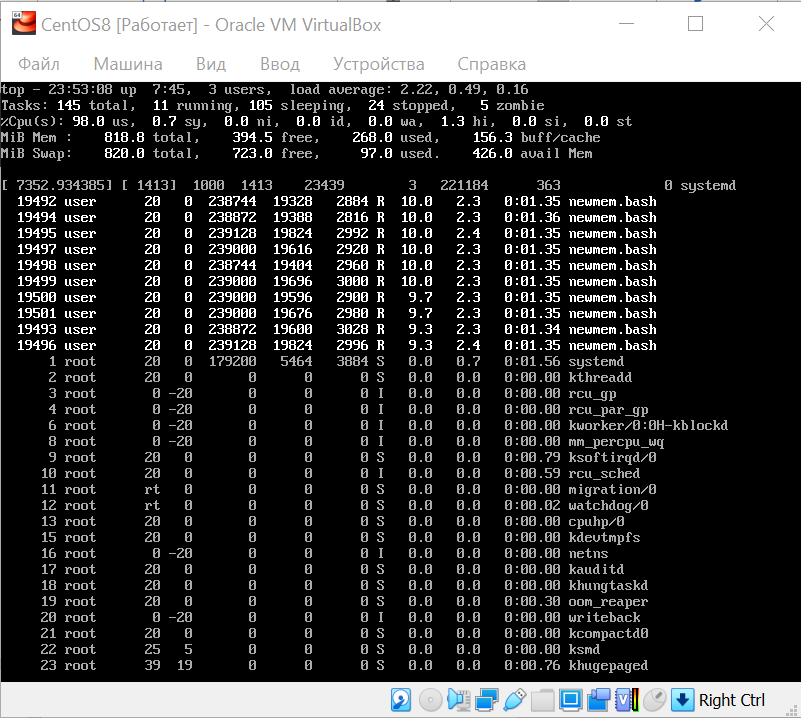 CentOS8 [Работает] - Oracle VM VirtualBox
Файл Машина Вид Ввод Устройства Справка
top - 23:53:08 up  7:45,  3 users,  load average: 2.22, 0.49, 0.16
Tasks: 145 total,  11 running, 105 sleeping,  24 stopped,   5 zombie
%Cpu(s): 98.0 us,  0.7 sy,  0.0 ni,  0.0 id,  0.0 wa,  1.3 hi,  0.0 si,  0.0 st
MiB Mem :    818.8 total,    394.5 free,    268.0 used,    156.3 buff/cache
MiB Swap:    820.0 total,    723.0 free,     97.0 used.    426.0 avail Mem
[ 7352.934385] [ 1413]  1000  1413    23439        3   221184      363             0 systemd
19492 user      20   0  238744  19328   2884 R  10.0   2.3   0:01.35 newmem.bash
19494 user      20   0  238872  19388   2816 R  10.0   2.3   0:01.36 newmem.bash
19495 user      20   0  239128  19824   2992 R  10.0   2.4   0:01.35 newmem.bash
19497 user      20   0  239000  19616   2920 R  10.0   2.3   0:01.35 newmem.bash
19498 user      20   0  238744  19404   2960 R  10.0   2.3   0:01.35 newmem.bash
19499 user      20   0  239000  19696   3000 R  10.0   2.3   0:01.35 newmem.bash
19500 user      20   0  239000  19596   2900 R   9.7   2.3   0:01.35 newmem.bash
19501 user      20   0  239000  19676   2980 R   9.7   2.3   0:01.35 newmem.bash
19493 user      20   0  238872  19600   3028 R   9.3   2.3   0:01.34 newmem.bash
19496 user      20   0  239128  19824   2996 R   9.3   2.4   0:01.35 newmem.bash
1 root      20   0  179200   5464   3884 S   0.0   0.7   0:01.56 systemd
2 root      20   0       0      0      0 S   0.0   0.0   0:00.00 kthreadd
3 root       0 -20       0      0      0 I   0.0   0.0   0:00.00 rcu_gp
4 root       0 -20       0      0      0 I   0.0   0.0   0:00.00 rcu_par_gp
6 root       0 -20       0      0      0 I   0.0   0.0   0:00.00 kworker/0:0H-kblockd
8 root       0 -20       0      0      0 I   0.0   0.0   0:00.00 mm_percpu_wq
9 root      20   0       0      0      0 S   0.0   0.0   0:00.79 ksoftirqd/0
10 root      20   0       0      0      0 I   0.0   0.0   0:00.59 rcu_sched
11 root      rt   0       0      0      0 S   0.0   0.0   0:00.00 migration/0
12 root      rt   0       0      0      0 S   0.0   0.0   0:00.02 watchdog/0
13 root      20   0       0      0      0 S   0.0   0.0   0:00.00 cpuhp/0
15 root      20   0       0      0      0 S   0.0   0.0   0:00.00 kdevtmpfs
16 root       0 -20       0      0      0 I   0.0   0.0   0:00.00 netns
17 root      20   0       0      0      0 S   0.0   0.0   0:00.00 kauditd
18 root      20   0       0      0      0 S   0.0   0.0   0:00.00 khungtaskd
19 root      20   0       0      0      0 S   0.0   0.0   0:00.30 oom_reaper
20 root       0 -20       0      0      0 I   0.0   0.0   0:00.00 writeback
21 root      20   0       0      0      0 S   0.0   0.0   0:00.00 kcompactd0
22 root      25   5       0      0      0 S   0.0   0.0   0:00.00 ksmd
23 root      39  19       0      0      0 S   0.0   0.0   0:00.76 khugepaged
Right Ctrl